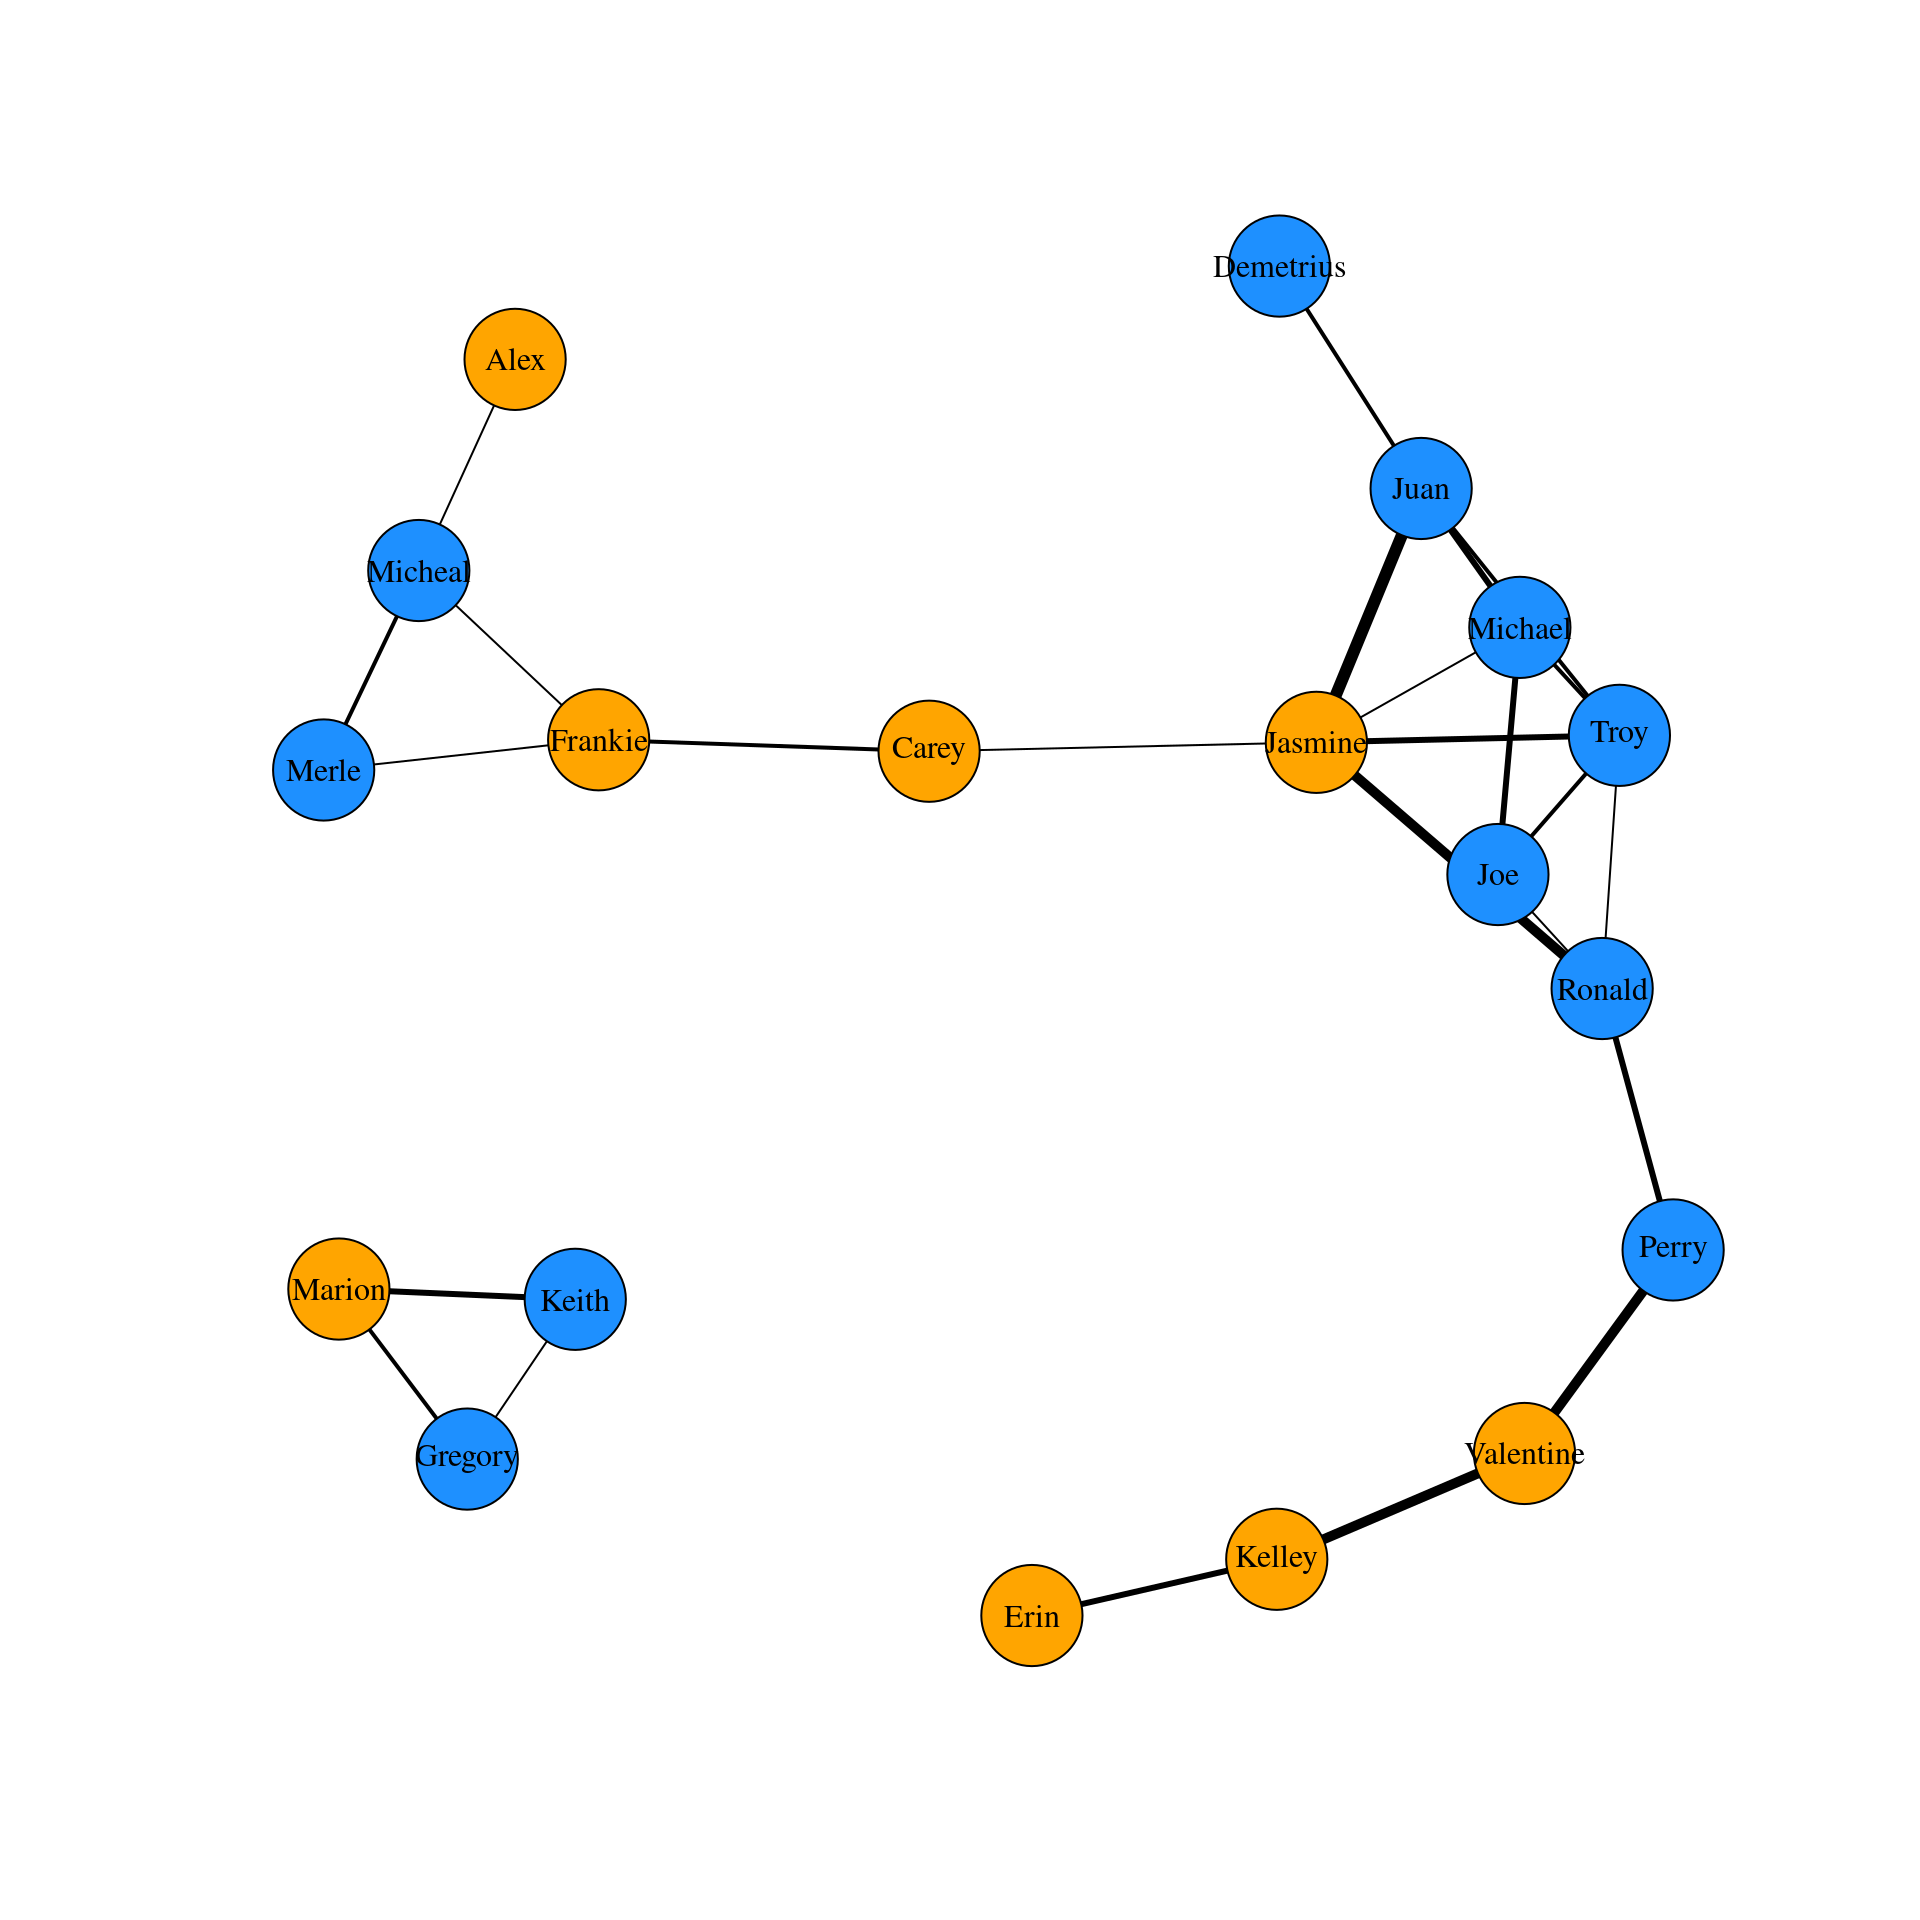 Demetrius
Alex
Juan
Micheal
Michael
Troy
Frankie
Jasmine
Carey
Merle
Joe
Ronald
Perry
Marion
Keith
Valentine
Gregory
Kelley
Erin